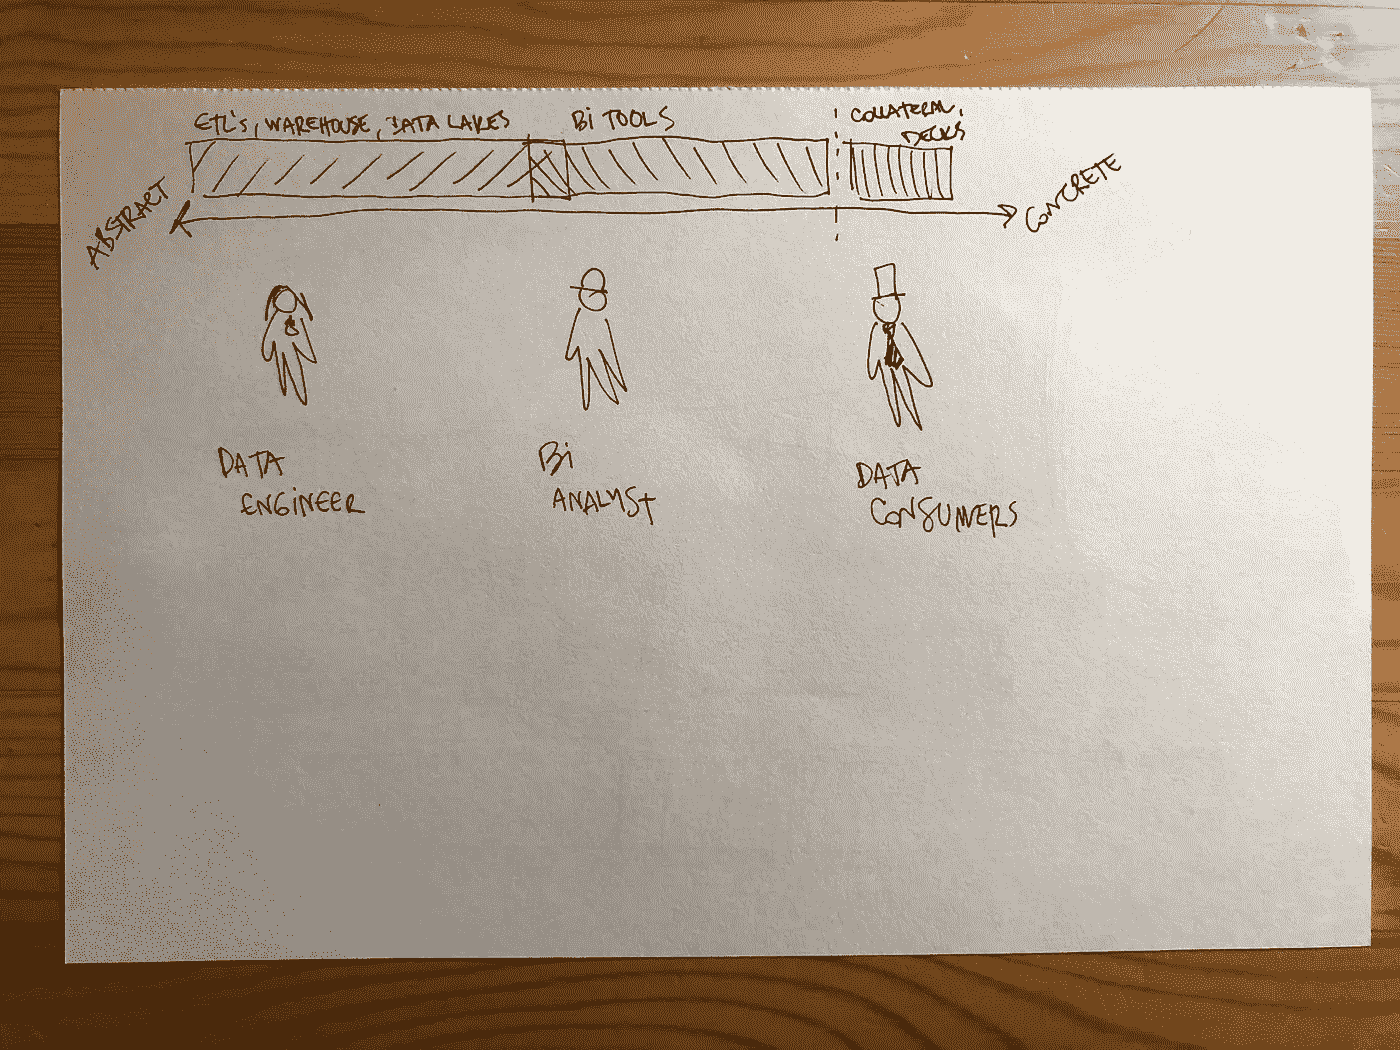 ETL's, WAREHOUSE, DATA LAKES
Bi TOOLS
COLLATERAL,
DECKS
ABSTRACT
CONCRETE
DATA
ENGINEER
Bi
ANALYST
DATA
CONSUMERS